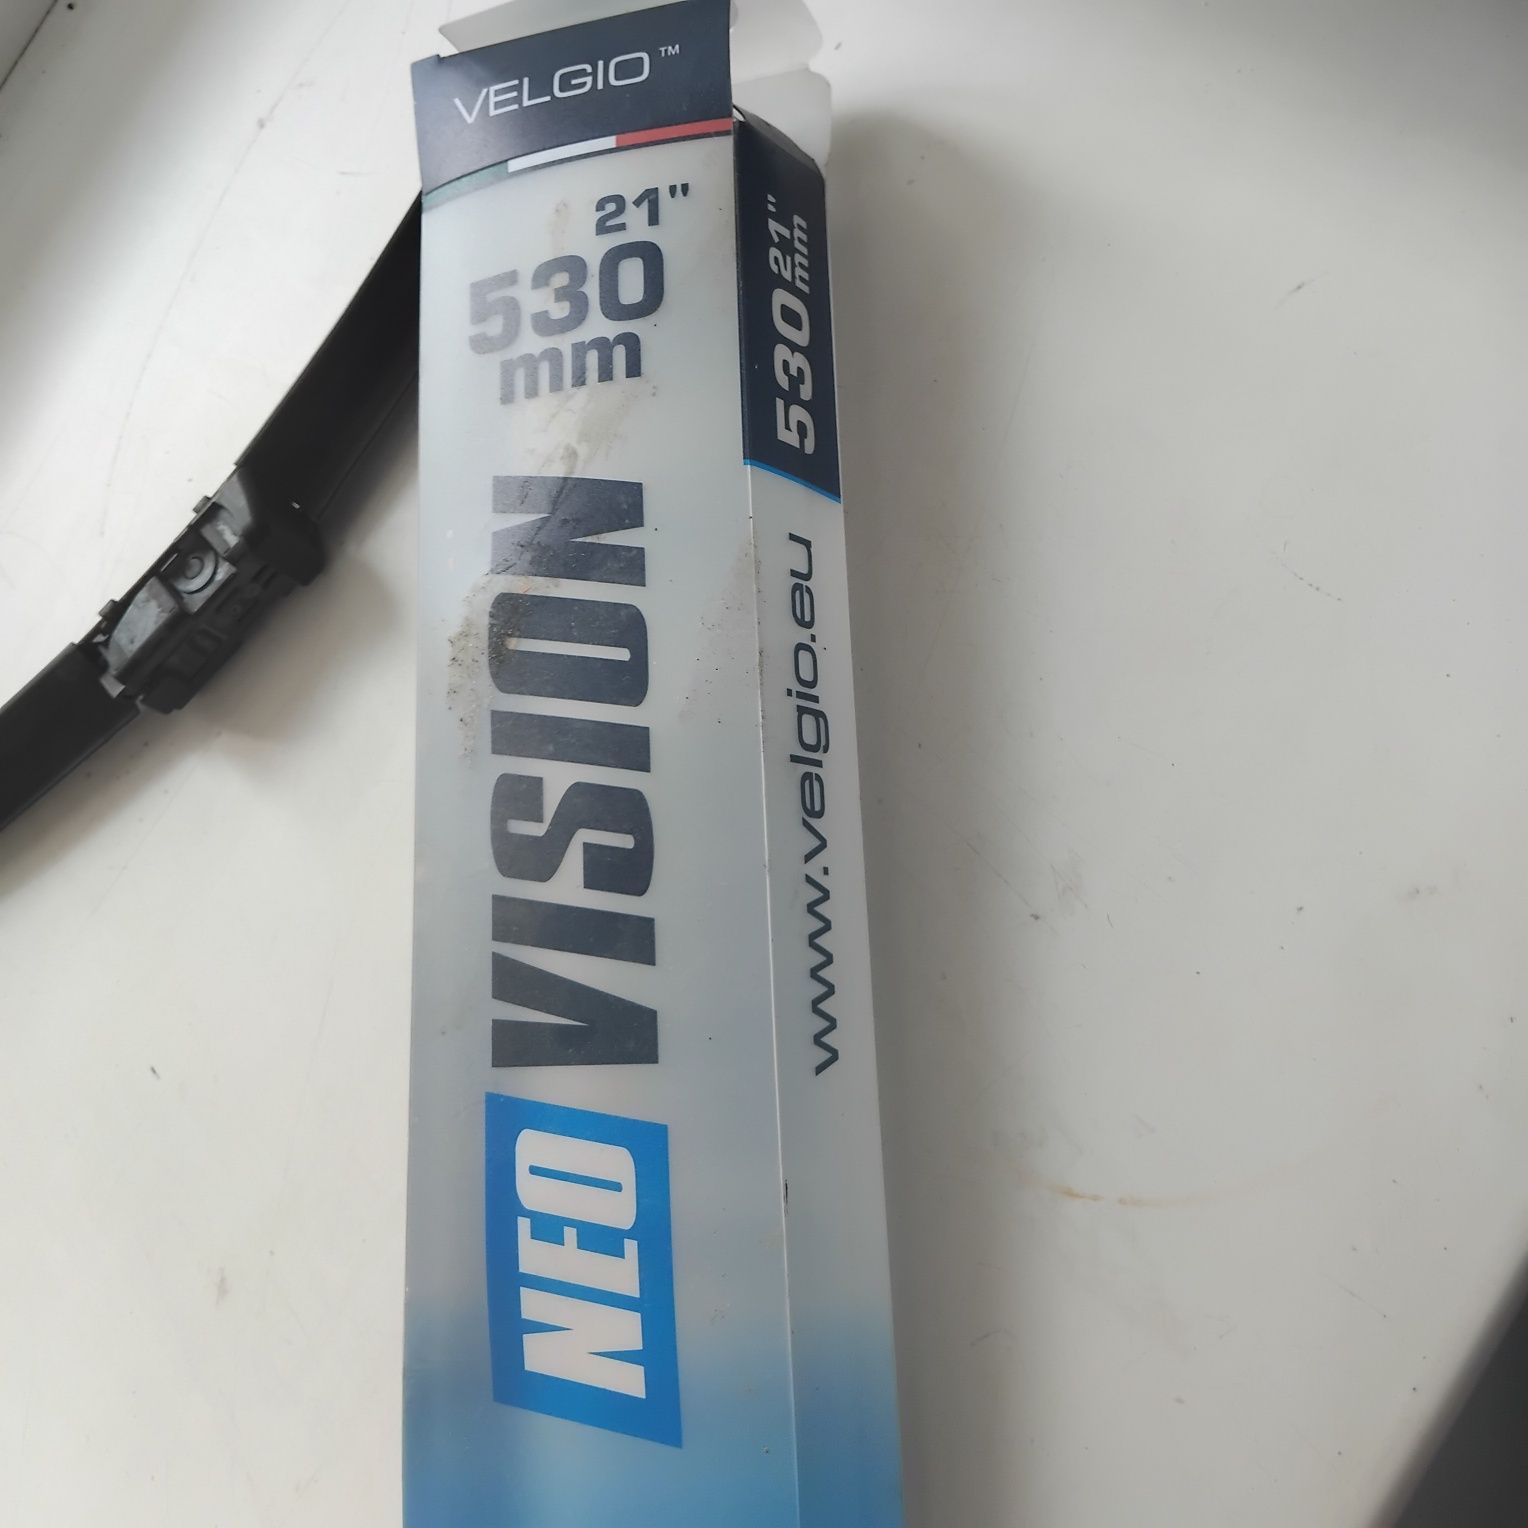 VELGIO™
21"
530
mm
NEO VISION
530 21"
mm
www.velgio.eu